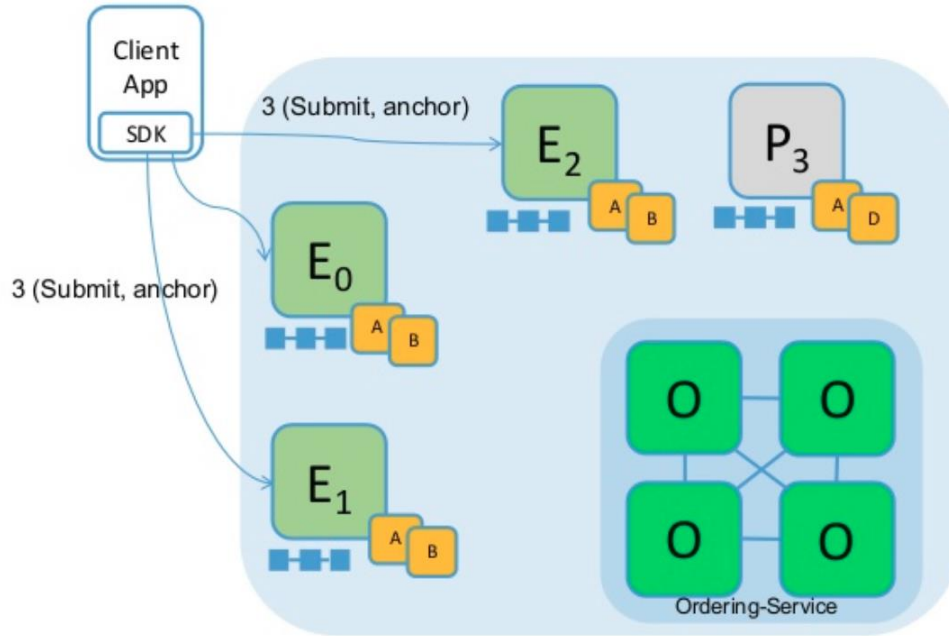 Client
App
SDK
3 (Submit, anchor)
E2
A
B
P3
A
D
E0
A
B
3 (Submit, anchor)
E1
A
B
O
O
O
O
Ordering-Service